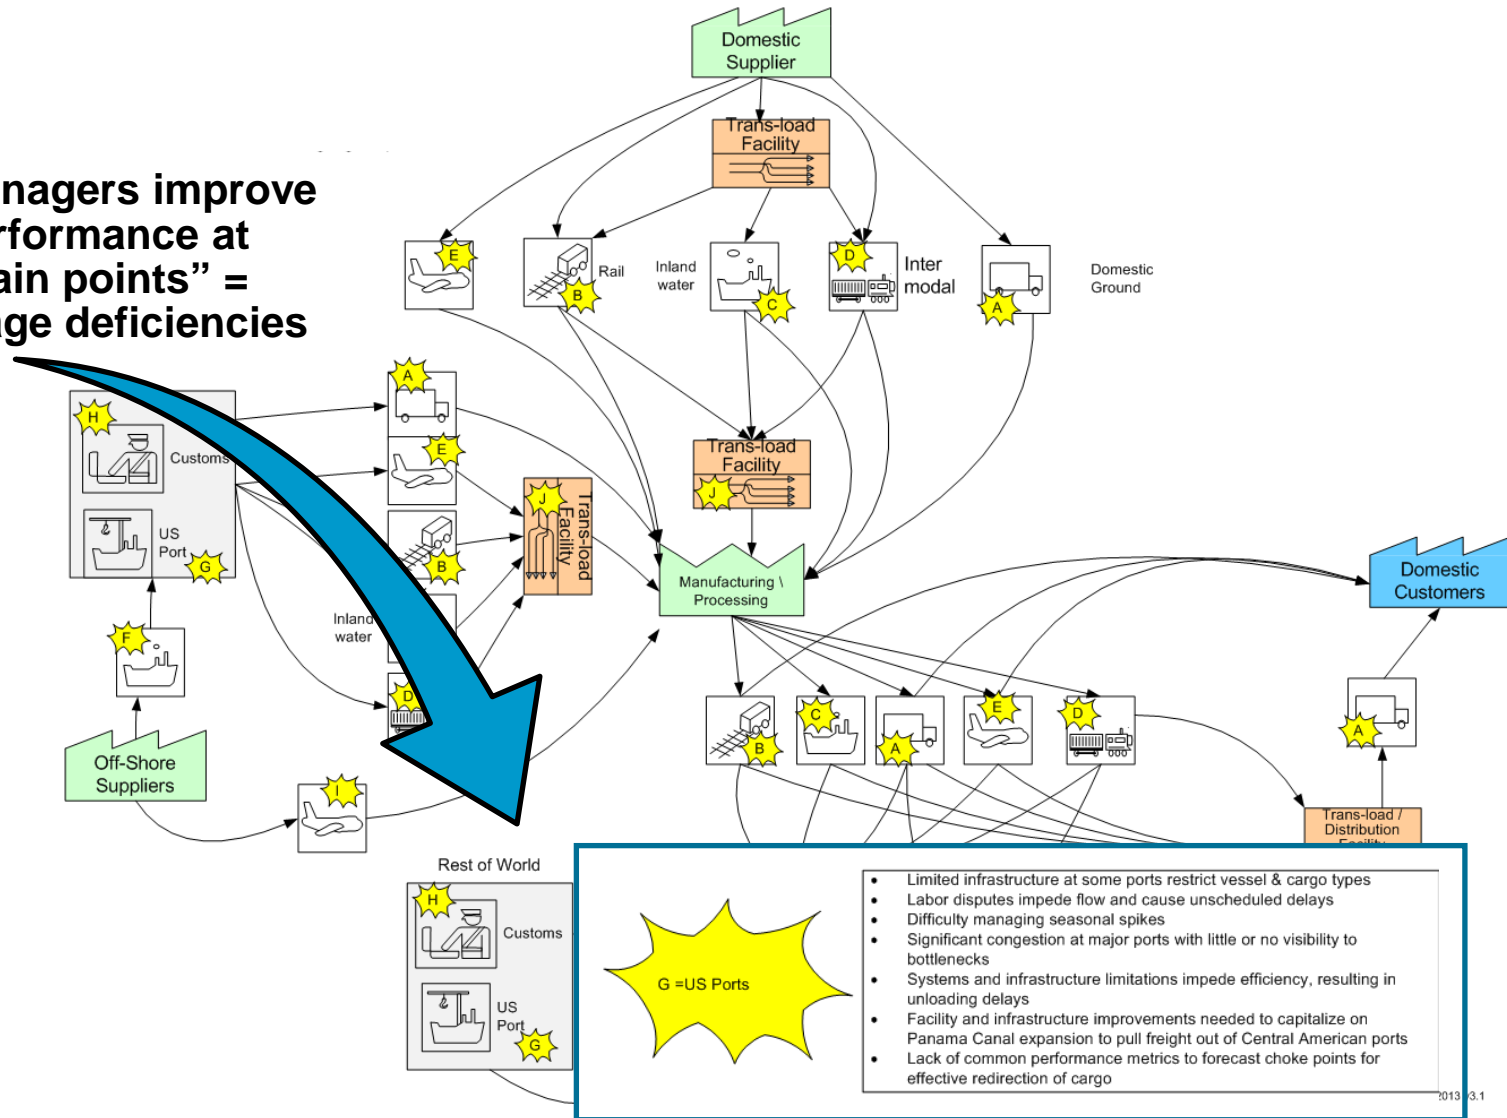 Domestic
Supplier
Trans-load
Facility
nagers improve
rformance at
ain points” =
age deficiencies
E
B
Rail
Inland
water
C
D
Inter
modal
A
Domestic
Ground
H
Customs
US
Port
G
A
E
B
Inland
water
D
J
Trans-load
Facility
Trans-load
Facility
J
Manufacturing \
Processing
Domestic
Customers
F
Off-Shore
Suppliers
I
B
C
A
E
D
A
Trans-load /
Distribution
Facility
Rest of World
H
Customs
US
Port
G
G =US Ports
• Limited infrastructure at some ports restrict vessel & cargo types
• Labor disputes impede flow and cause unscheduled delays
• Difficulty managing seasonal spikes
• Significant congestion at major ports with little or no visibility to
bottlenecks
• Systems and infrastructure limitations impede efficiency, resulting in
unloading delays
• Facility and infrastructure improvements needed to capitalize on
Panama Canal expansion to pull freight out of Central American ports
• Lack of common performance metrics to forecast choke points for
effective redirection of cargo
2013 v3.1